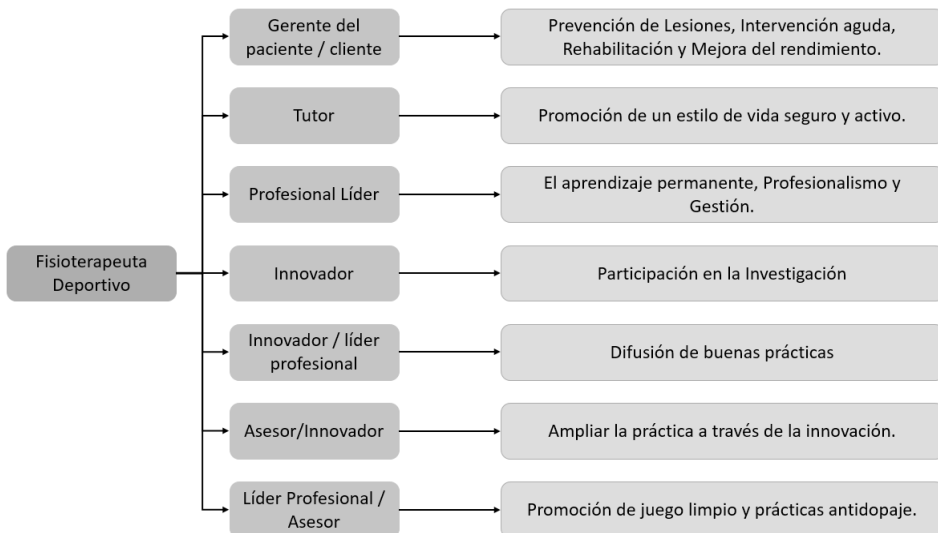 Gerente del
paciente / cliente
Prevención de Lesiones, Intervención aguda,
Rehabilitación y Mejora del rendimiento.
Tutor
Promoción de un estilo de vida seguro y activo.
Profesional Líder
El aprendizaje permanente, Profesionalismo y
Gestión.
Fisioterapeuta
Deportivo
Innovador
Participación en la Investigación
Innovador / líder
profesional
Difusión de buenas prácticas
Asesor/Innovador
Ampliar la práctica a través de la innovación.
Líder Profesional /
Asesor
Promoción de juego limpio y prácticas antidopaje.